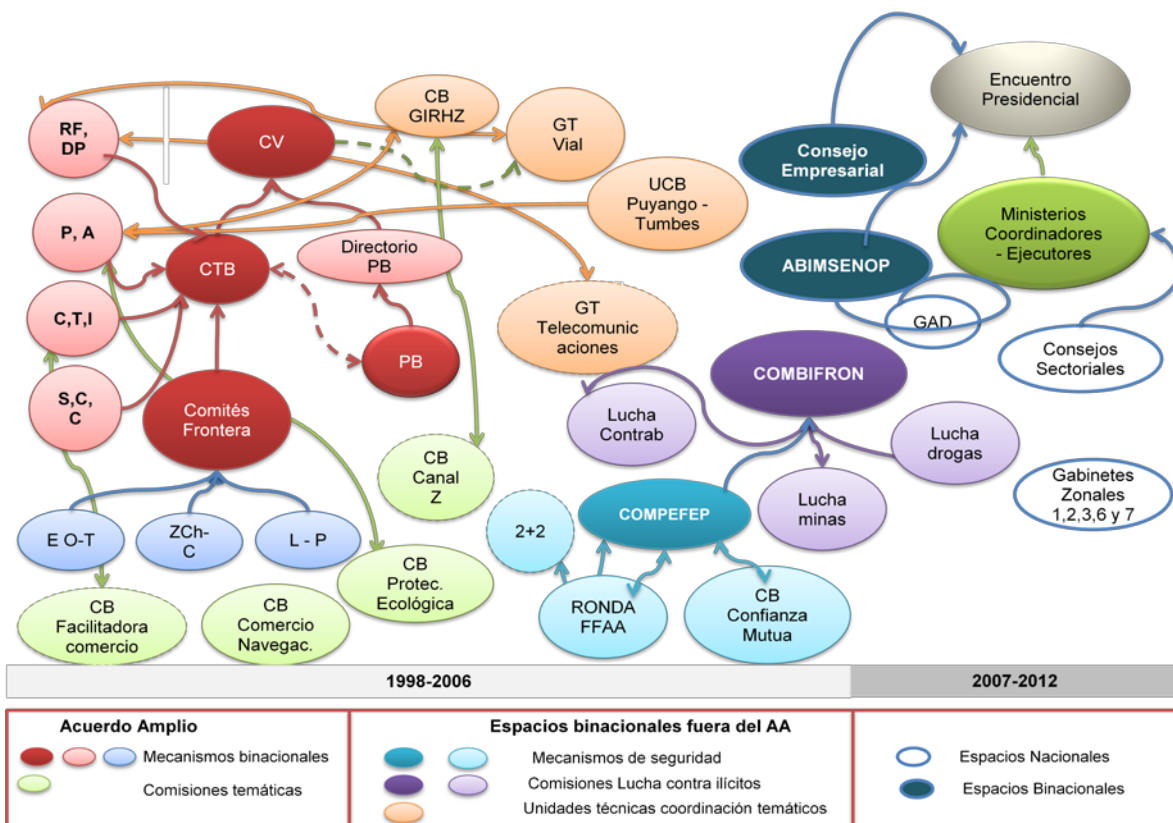 RF,
DP
CV
CB
GIRHZ
GT
Vial
Encuentro
Presidencial
Consejo
Empresarial
UCB
Puyango -
Tumbes
Ministerios
Coordinadores
- Ejecutores
P, A
CTB
Directorio
PB
ABIMSENOP
C,T,I
GT
Telecomunic
aciones
GAD
Consejos
Sectoriales
PB
COMBIFRON
S,C,
C
Comités
Frontera
Lucha
Contrab
Lucha
drogas
CB
Canal
Z
Lucha
minas
Gabinetes
Zonales
1,2,3,6 y 7
E O-T
ZCh-
C
L - P
2+2
COMPEFEP
CB
Protec.
Ecológica
CB
Facilitadora
comercio
CB
Comercio
Navegac.
RONDA
FFAA
CB
Confianza
Mutua
1998-2006
2007-2012
Acuerdo Amplio
Mecanismos binacionales
Comisiones temáticas
Espacios binacionales fuera del AA
Mecanismos de seguridad
Comisiones Lucha contra ilícitos
Unidades técnicas coordinación temáticos
Espacios Nacionales
Espacios Binacionales